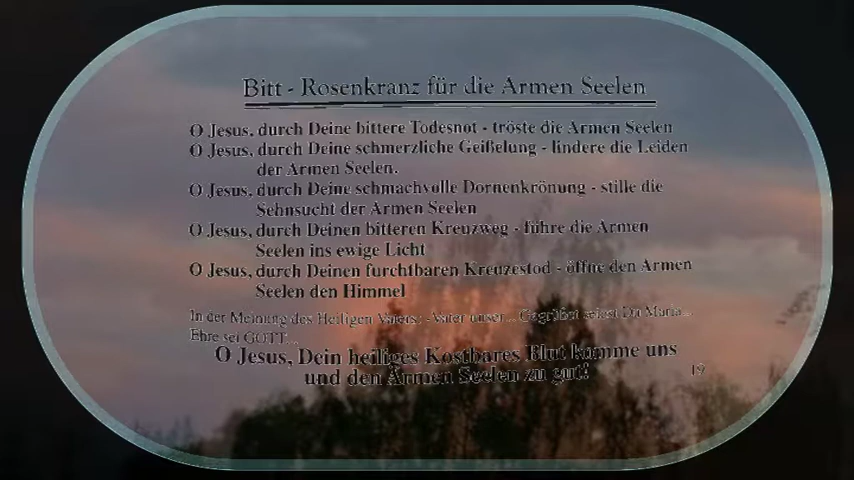 Bitt - Rosenkranz für die Armen Seelen
O Jesus, durch Deine bittere Todesnot - tröste die Armen Seelen
O Jesus, durch Deine schmerzliche Geißelung - lindere die Leiden
der Armen Seelen.
O Jesus, durch Deine schmachvolle Dornenkrönung - stille die
Sehnsucht der Armen Seelen
O Jesus, durch Deinen bitteren Kreuzweg - führe die Armen
Seelen ins ewige Licht
O Jesus, durch Deinen furchtbaren Kreuzestod - öffne den Armen
Seelen den Himmel
In der Meinung des Heiligen Vaters: -Vater unser... Gegrüßet seiest Du Maria...
Ehre sei GOTT...
O Jesus, Dein heiliges Kostbares Blut komme uns
und den Armen Seelen zu gut!
19